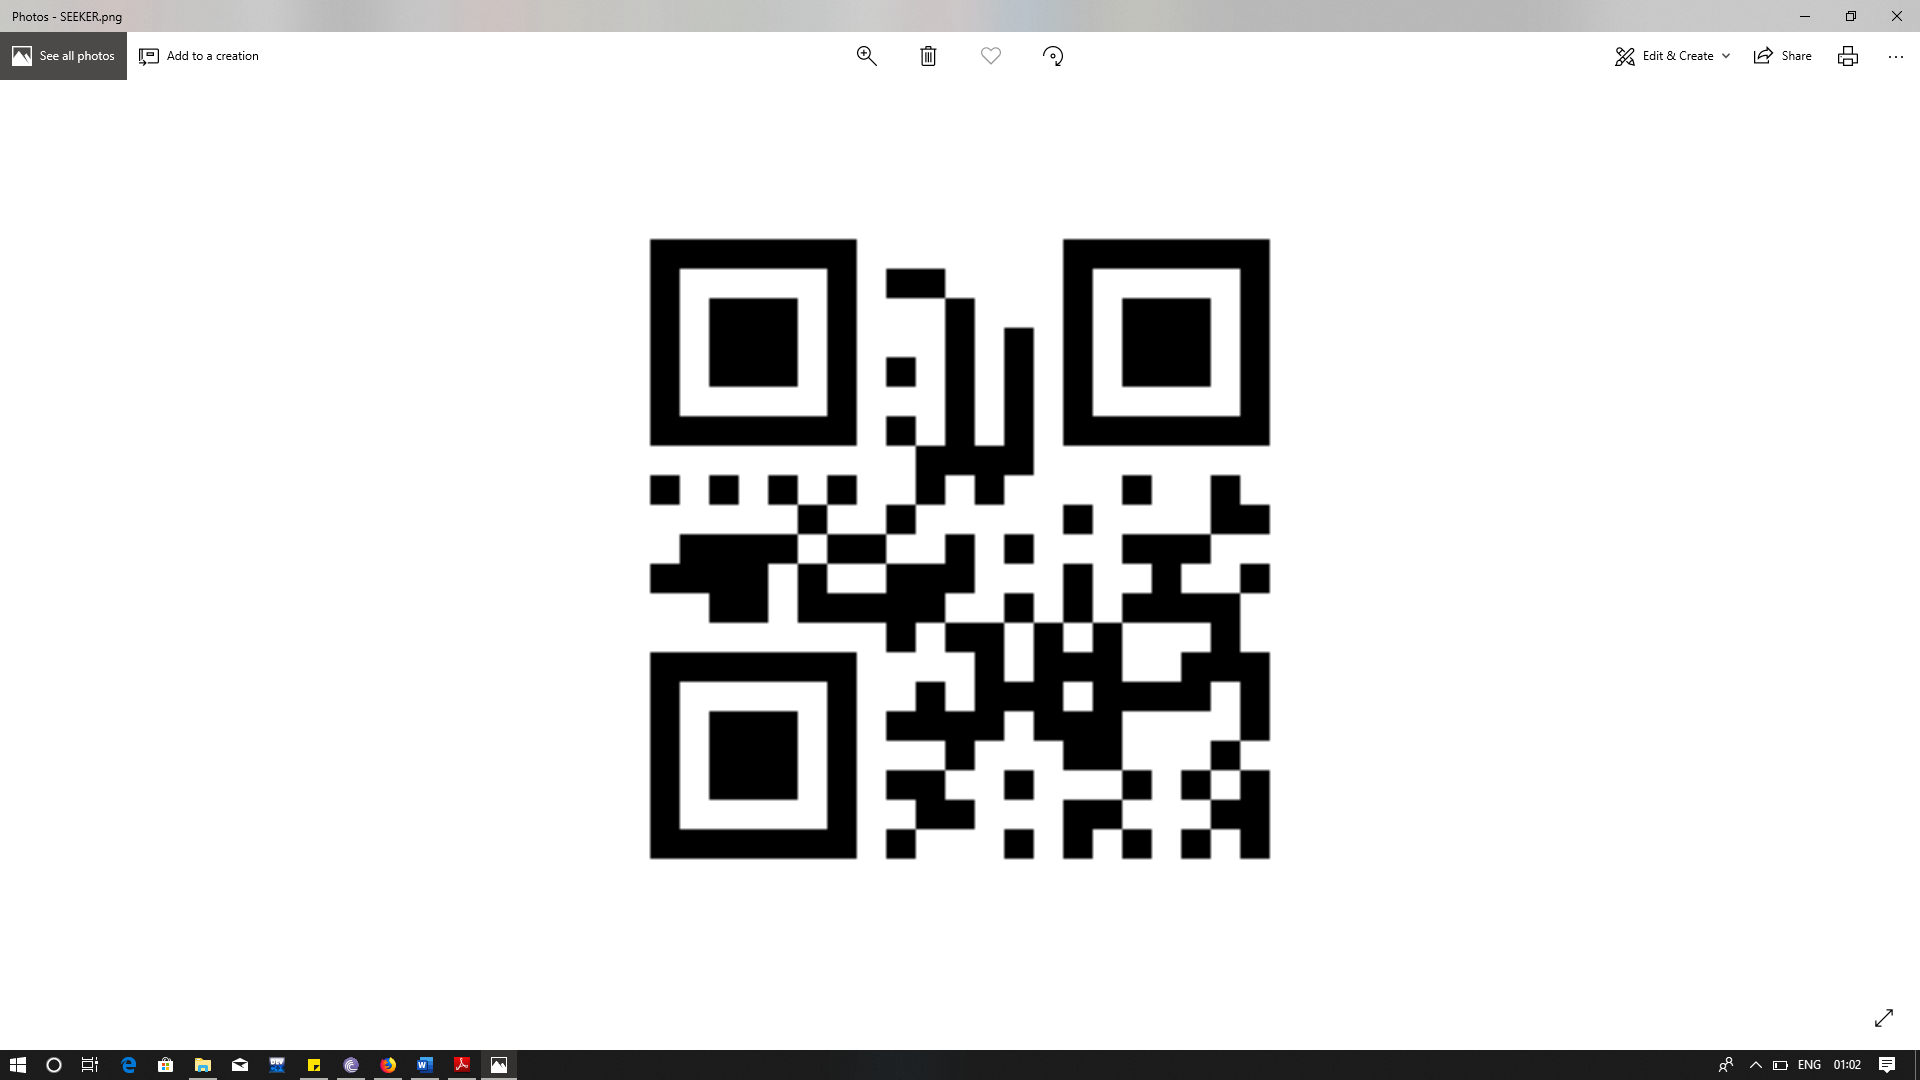 Photos - SEEKER.png
See all photos
Add to a creation
Edit & Create
Share
ENG
01:02